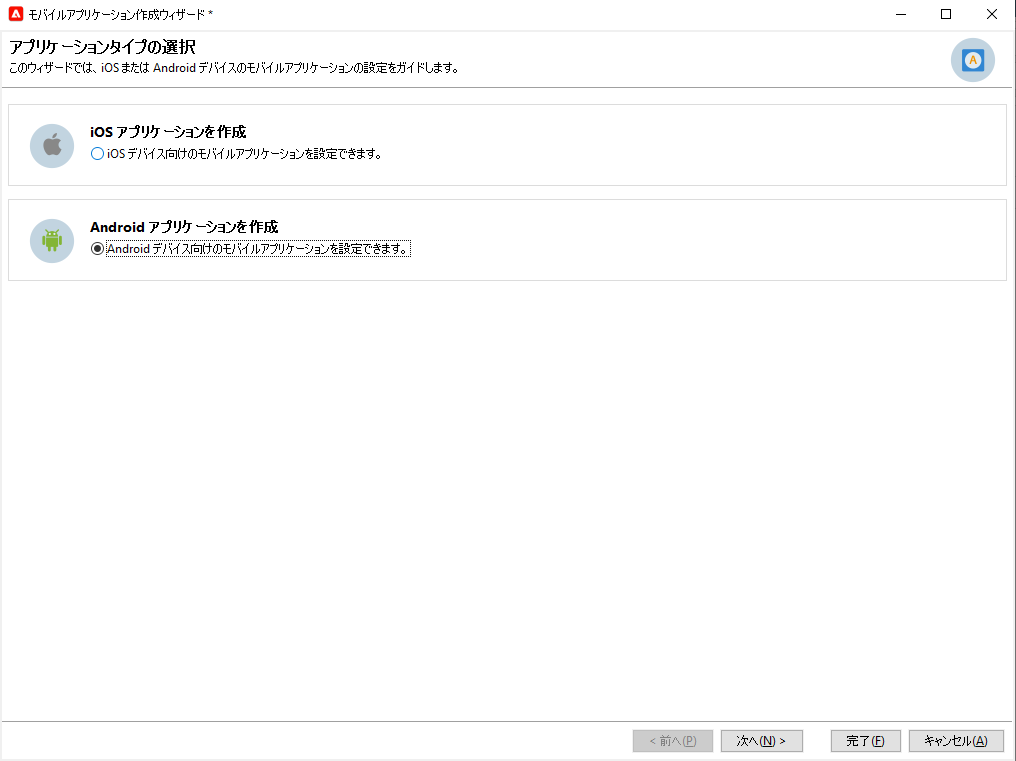 モバイルアプリケーション作成ウィザード *
アプリケーションタイプの選択
このウィザードでは、iOS または Android デバイスのモバイルアプリケーションの設定をガイドします。
A
iOS アプリケーションを作成
iOS デバイス向けのモバイルアプリケーションを設定できます。
Android アプリケーションを作成
Android デバイス向けのモバイルアプリケーションを設定できます。
< 前へ(P)
次へ(N) >
完了(F)
キャンセル(A)